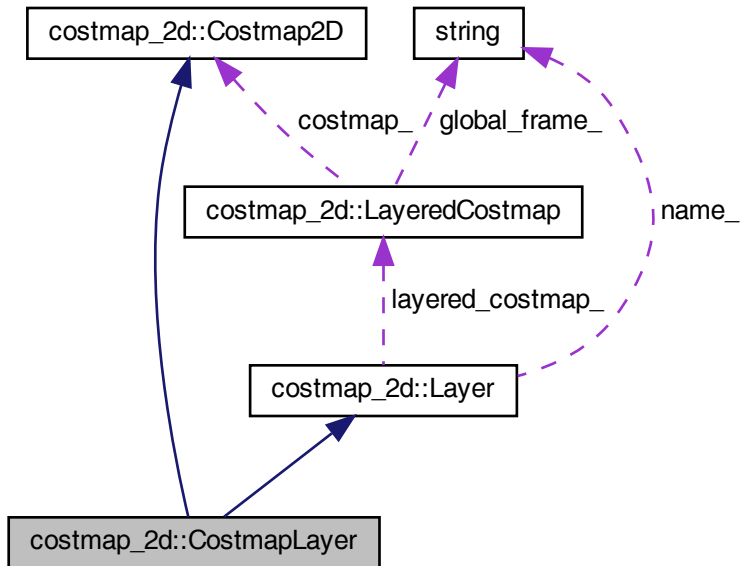 costmap_2d::Costmap2D
string
costmap_
global_frame_
costmap_2d::LayeredCostmap
name_
layered_costmap_
costmap_2d::Layer
costmap_2d::CostmapLayer